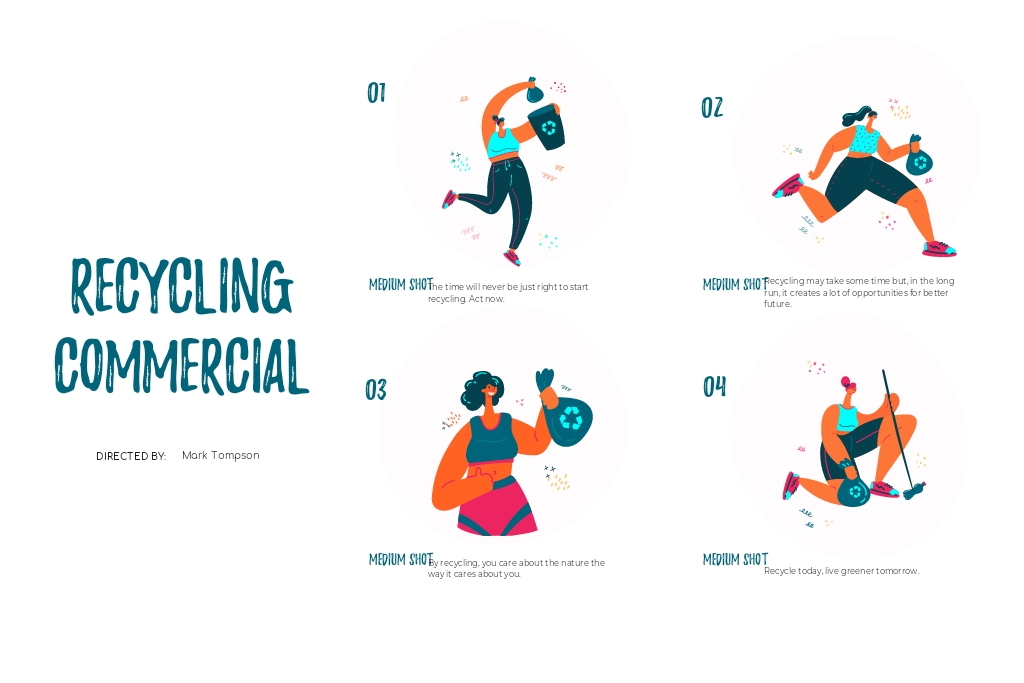 RECYCLING
COMMERCIAL
DIRECTED BY: Mark Tompson
01
MEDIUM SHOT
The time will never be just right to start
recycling. Act now.
02
MEDIUM SHOT
Recycling may take some time but, in the long
run, it creates a lot of opportunities for better
future.
03
MEDIUM SHOT
By recycling, you care about the nature the
way it cares about you.
04
MEDIUM SHOT
Recycle today, live greener tomorrow.